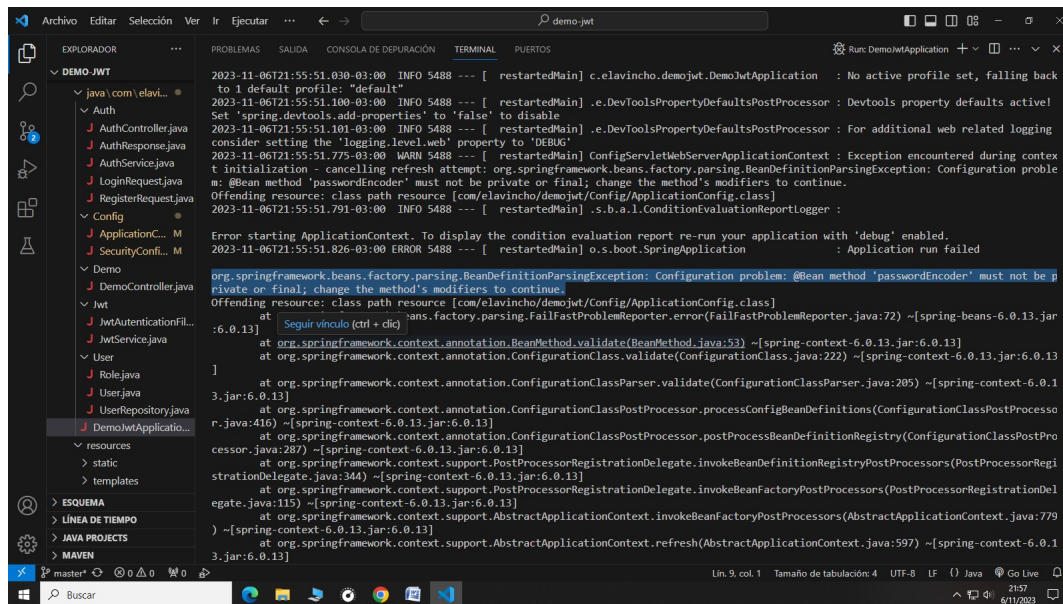 Archivo Editar Selección Ver Ir Ejecutar ··· demo-jwt
EXPLORADOR ···
DEMO-JWT
java\com\elavi...
Auth
J AuthController.java
J AuthResponse.java
J AuthService.java
J LoginRequest.java
J RegisterRequest.java
Config
J ApplicationC... M
J SecurityConfi... M
Demo
J DemoController.java
Jwt
J JwtAutenticationFil...
J JwtService.java
User
J Role.java
J User.java
J UserRepository.java
J DemoJwtApplicatio...
resources
static
templates
ESQUEMA
LÍNEA DE TIEMPO
JAVA PROJECTS
MAVEN
2
PROBLEMAS SALIDA CONSOLA DE DEPURACIÓN TERMINAL PUERTOS Run: DemoJwtApplication
2023-11-06T21:55:51.030-03:00 INFO 5488 --- [ restartedMain] c.elavincho.demojwt.DemoJwtApplication : No active profile set, falling back
to 1 default profile: "default"
2023-11-06T21:55:51.100-03:00 INFO 5488 --- [ restartedMain] .e.DevToolsPropertyDefaultsPostProcessor : Devtools property defaults active!
Set 'spring.devtools.add-properties' to 'false' to disable
2023-11-06T21:55:51.101-03:00 INFO 5488 --- [ restartedMain] .e.DevToolsPropertyDefaultsPostProcessor : For additional web related logging
consider setting the 'logging.level.web' property to 'DEBUG'
2023-11-06T21:55:51.775-03:00 WARN 5488 --- [ restartedMain] ConfigServletWebServerApplicationContext : Exception encountered during contex
t initialization - cancelling refresh attempt: org.springframework.beans.factory.parsing.BeanDefinitionParsingException: Configuration proble
m: @Bean method 'passwordEncoder' must not be private or final; change the method's modifiers to continue.
Offending resource: class path resource [com/elavincho/demojwt/Config/ApplicationConfig.class]
2023-11-06T21:55:51.791-03:00 INFO 5488 --- [ restartedMain] .s.b.a.l.ConditionEvaluationReportLogger :
Error starting ApplicationContext. To display the condition evaluation report re-run your application with 'debug' enabled.
2023-11-06T21:55:51.826-03:00 ERROR 5488 --- [ restartedMain] o.s.boot.SpringApplication : Application run failed
org.springframework.beans.factory.parsing.BeanDefinitionParsingException: Configuration problem: @Bean method 'passwordEncoder' must not be p
rivate or final; change the method's modifiers to continue.
Offending resource: class path resource [com/elavincho/demojwt/Config/ApplicationConfig.class]
at eans.factory.parsing.FailFastProblemReporter.error(FailFastProblemReporter.java:72) ~[spring-beans-6.0.13.jar
Seguir vínculo (ctrl + clic)
:6.0.13]
at org.springframework.context.annotation.BeanMethod.validate(BeanMethod.java:53) ~[spring-context-6.0.13.jar:6.0.13]
at org.springframework.context.annotation.ConfigurationClass.validate(ConfigurationClass.java:222) ~[spring-context-6.0.13.jar:6.0.13
]
at org.springframework.context.annotation.ConfigurationClassParser.validate(ConfigurationClassParser.java:205) ~[spring-context-6.0.1
3.jar:6.0.13]
at org.springframework.context.annotation.ConfigurationClassPostProcessor.processConfigBeanDefinitions(ConfigurationClassPostProcesso
r.java:416) ~[spring-context-6.0.13.jar:6.0.13]
at org.springframework.context.annotation.ConfigurationClassPostProcessor.postProcessBeanDefinitionRegistry(ConfigurationClassPostPro
cessor.java:287) ~[spring-context-6.0.13.jar:6.0.13]
at org.springframework.context.support.PostProcessorRegistrationDelegate.invokeBeanDefinitionRegistryPostProcessors(PostProcessorRegi
strationDelegate.java:344) ~[spring-context-6.0.13.jar:6.0.13]
at org.springframework.context.support.PostProcessorRegistrationDelegate.invokeBeanFactoryPostProcessors(PostProcessorRegistrationDel
egate.java:115) ~[spring-context-6.0.13.jar:6.0.13]
at org.springframework.context.support.AbstractApplicationContext.invokeBeanFactoryPostProcessors(AbstractApplicationContext.java:779
) ~[spring-context-6.0.13.jar:6.0.13]
at org.springframework.context.support.AbstractApplicationContext.refresh(AbstractApplicationContext.java:597) ~[spring-context-6.0.1
3.jar:6.0.13]
master* 0 0 0 Lín. 9, col. 1 Tamaño de tabulación: 4 UTF-8 LF {} Java Go Live
Buscar 21:57
6/11/2023